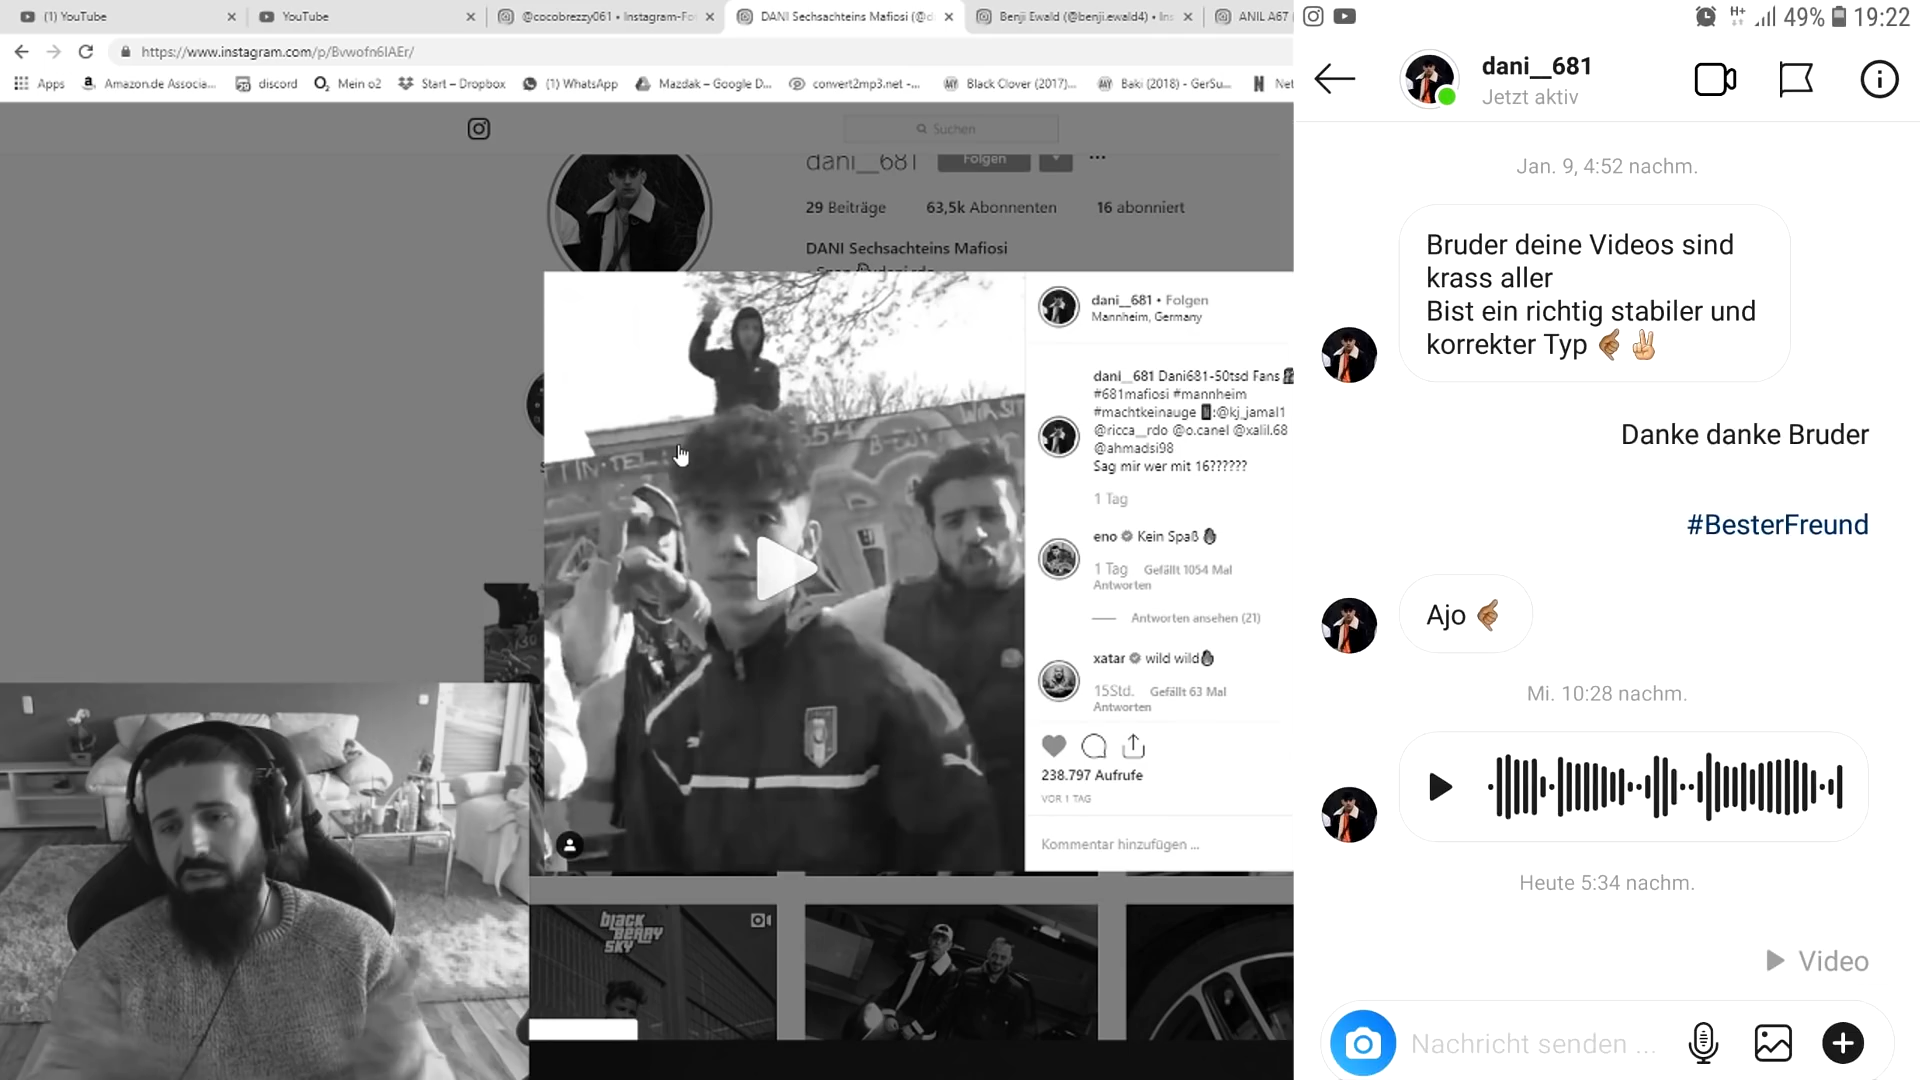 (1) YouTube
YouTube
@cocobrezzy061 • Instagram-Fo
DANI Sechsachteins Mafiosi (@d
Benji Ewald (@benji.ewald4) • Ins
ANIL A67
https://www.instagram.com/p/Bvwofn6IAEr/
Apps
Amazon.de Associa...
discord
Mein o2
Start – Dropbox
(1) WhatsApp
Mazdak – Google D...
convert2mp3.net -...
Black Clover (2017)...
Baki (2018) - GerSu...
Net
Suchen
dani__681 Folgen
29 Beiträge 63,5k Abonnenten 16 abonniert
DANI Sechsachteins Mafiosi
dani__681 • Folgen
Mannheim, Germany
dani__681 Dani681-50tsd Fans
#681mafiosi #mannheim
#machtkeinauge :@kj_jamal1
@ricca__rdo @o.canel @xalil.68
@ahmadsi98
Sag mir wer mit 16??????
1 Tag
eno Kein Spaß
1 Tag Gefällt 1054 Mal
Antworten
Antworten ansehen (21)
xatar wild wild
15Std. Gefällt 63 Mal
Antworten
238.797 Aufrufe
VOR 1 TAG
Kommentar hinzufügen ...
BLACK
BERRY
SKY
49% 19:22
dani__681
Jetzt aktiv
Jan. 9, 4:52 nachm.
Bruder deine Videos sind
krass aller
Bist ein richtig stabiler und
korrekter Typ 🤙🏽✌🏼
Danke danke Bruder
#BesterFreund
Ajo 🤙🏽
Mi. 10:28 nachm.
Heute 5:34 nachm.
Video
Nachricht senden ...